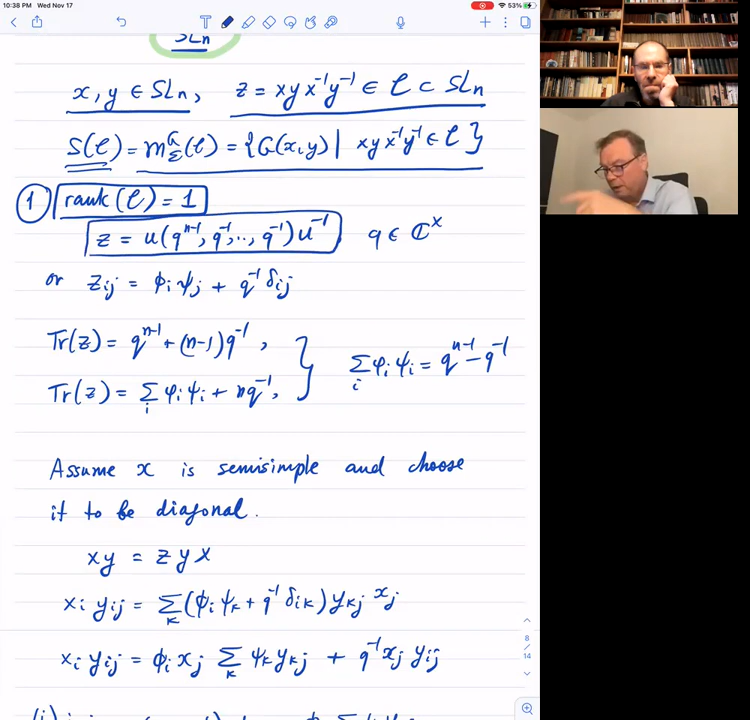 10:38 PM Wed Nov 17
53%
SLn
x, y ∈ SLn, z = xyx⁻¹y⁻¹ ∈ C ⊂ SLn
S(C) = m_Σ^G(C) = {G(x,y) | xyx⁻¹y⁻¹ ∈ C}
① rank(C) = 1
z = u(qⁿ⁻¹, q⁻¹, .., q⁻¹)u⁻¹ q ∈ ℂ^x
or z_ij = ϕ_i ψ_j + q⁻¹ δ_ij
Tr(z) = qⁿ⁻¹ + (n-1)q⁻¹,
Tr(z) = Σ_i φ_i ψ_i + nq⁻¹, } Σ_i φ_i ψ_i = qⁿ⁻¹ - q⁻¹
Assume x is semisimple and choose
it to be diagonal.
xy = zyx
x_i y_ij = Σ_k (ϕ_i ψ_k + q⁻¹ δ_ik) y_kj x_j
x_i y_ij = ϕ_i x_j Σ_k ψ_k y_kj + q⁻¹ x_j y_ij
8
14